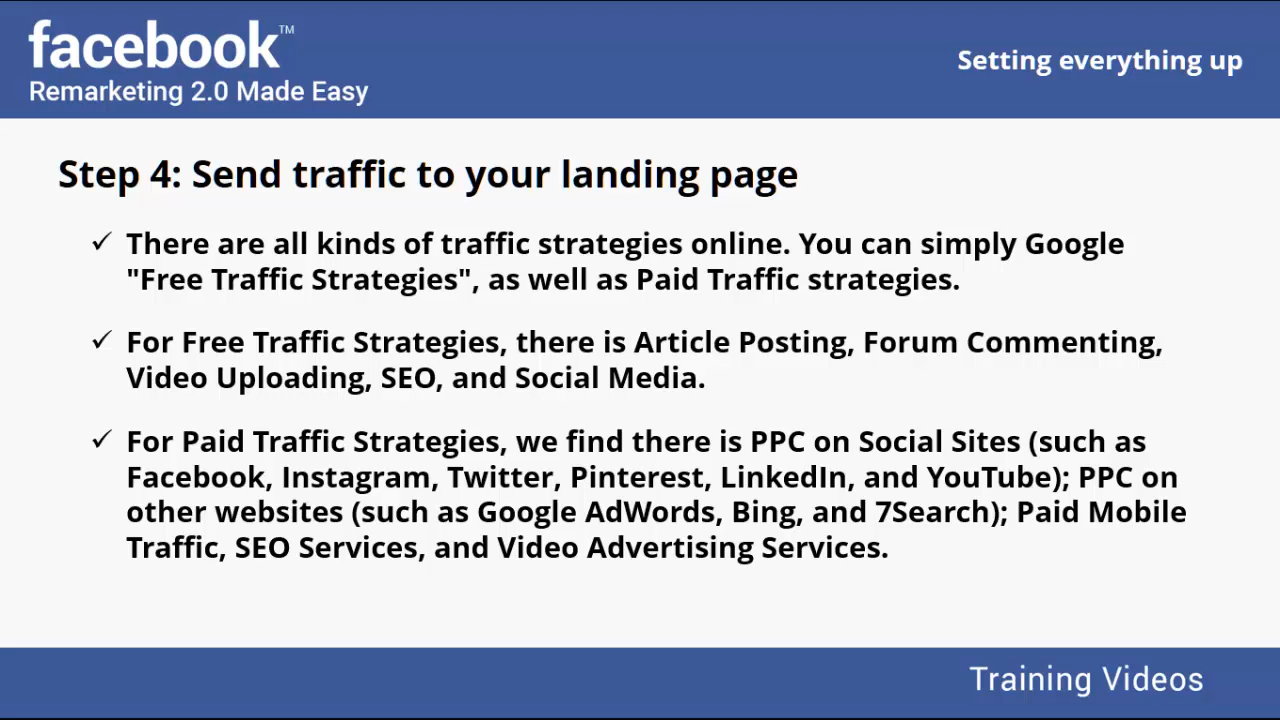 facebook™
Remarketing 2.0 Made Easy
Setting everything up
Step 4: Send traffic to your landing page
✓ There are all kinds of traffic strategies online. You can simply Google
"Free Traffic Strategies", as well as Paid Traffic strategies.
✓ For Free Traffic Strategies, there is Article Posting, Forum Commenting,
Video Uploading, SEO, and Social Media.
✓ For Paid Traffic Strategies, we find there is PPC on Social Sites (such as
Facebook, Instagram, Twitter, Pinterest, LinkedIn, and YouTube); PPC on
other websites (such as Google AdWords, Bing, and 7Search); Paid Mobile
Traffic, SEO Services, and Video Advertising Services.
Training Videos